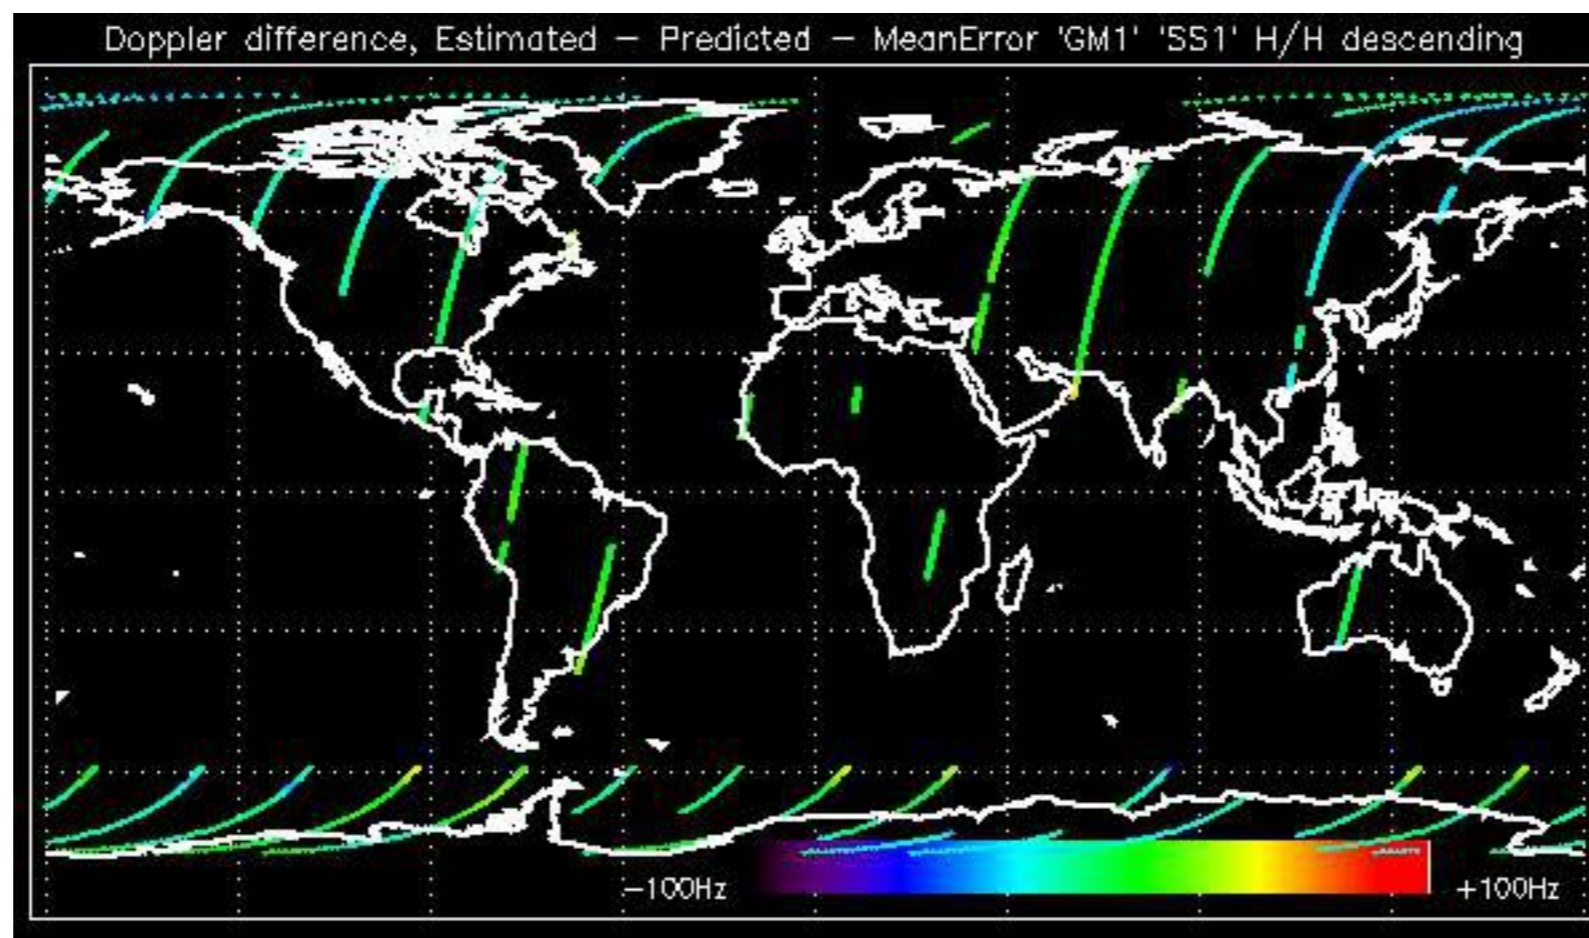 Doppler difference, Estimated – Predicted – MeanError 'GM1' 'SS1' H/H descending
-100Hz
+100Hz